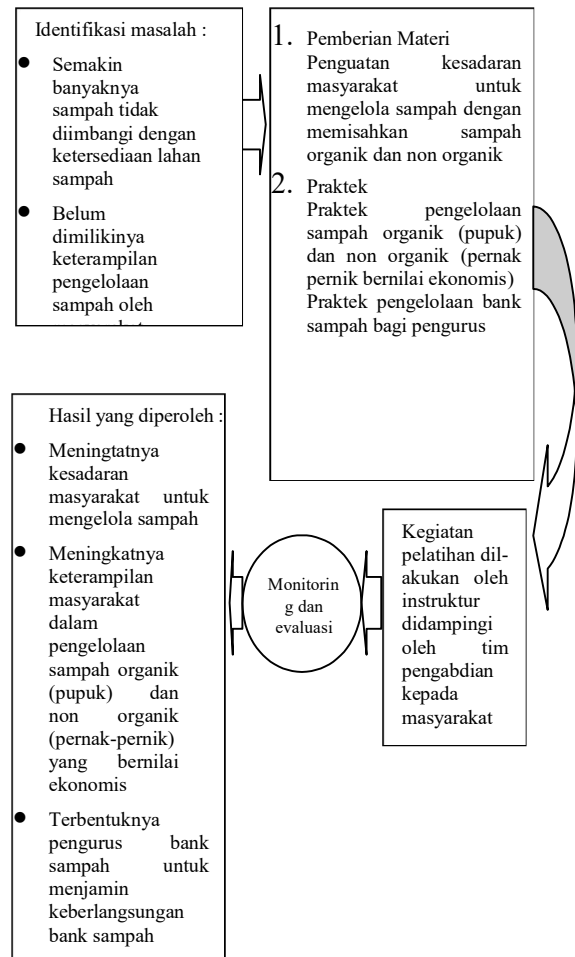 Identifikasi masalah :
● Semakin
banyaknya
sampah tidak
diimbangi dengan
ketersediaan lahan
sampah
● Belum
dimilikinya
keterampilan
pengelolaan
sampah oleh
1. Pemberian Materi
Penguatan kesadaran
masyarakat untuk
mengelola sampah dengan
memisahkan sampah
organik dan non organik
2. Praktek
Praktek pengelolaan
sampah organik (pupuk)
dan non organik (pernak
pernik bernilai ekonomis)
Praktek pengelolaan bank
sampah bagi pengurus
Kegiatan
pelatihan dil-
akukan oleh
instruktur
didampingi
oleh tim
pengabdian
kepada
masyarakat
Monitorin
g dan
evaluasi
Hasil yang diperoleh :
● Meningtatnya
kesadaran
masyarakat untuk
mengelola sampah
● Meningkatnya
keterampilan
masyarakat
dalam
pengelolaan
sampah organik
(pupuk) dan
non organik
(pernak-pernik)
yang bernilai
ekonomis
● Terbentuknya
pengurus bank
sampah untuk
menjamin
keberlangsungan
bank sampah